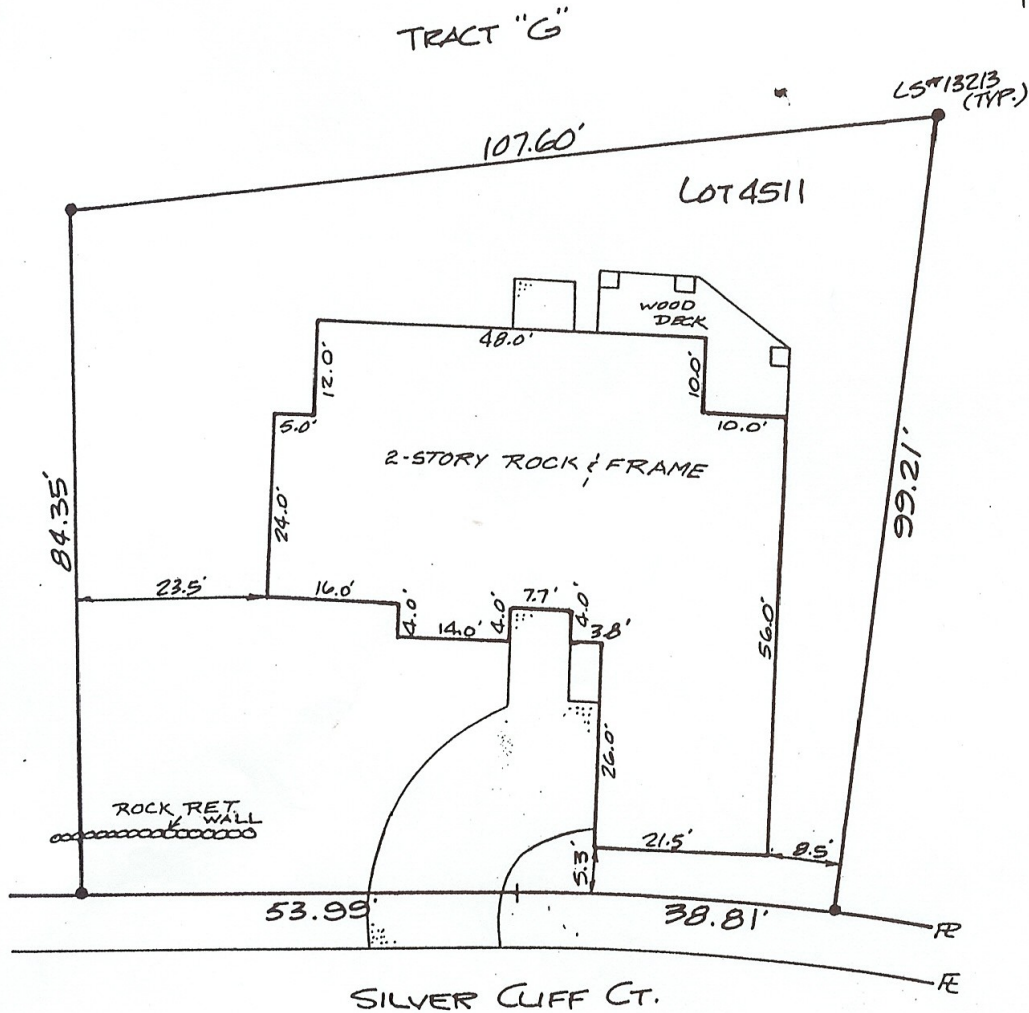 TRACT "G"
LS#13213
(TYP.)
107.60'
LOT 4511
WOOD
DECK
48.0'
12.0'
10.0'
5.0'
10.0'
2-STORY ROCK & FRAME
84.35'
24.0'
99.21'
23.5'
16.0'
4.0'
14.0'
4.0'
7.7'
4.0'
3.8'
56.0'
26.0'
ROCK RET.
WALL
21.5'
8.5'
5.3'
53.99'
38.81'
SILVER CLIFF CT.